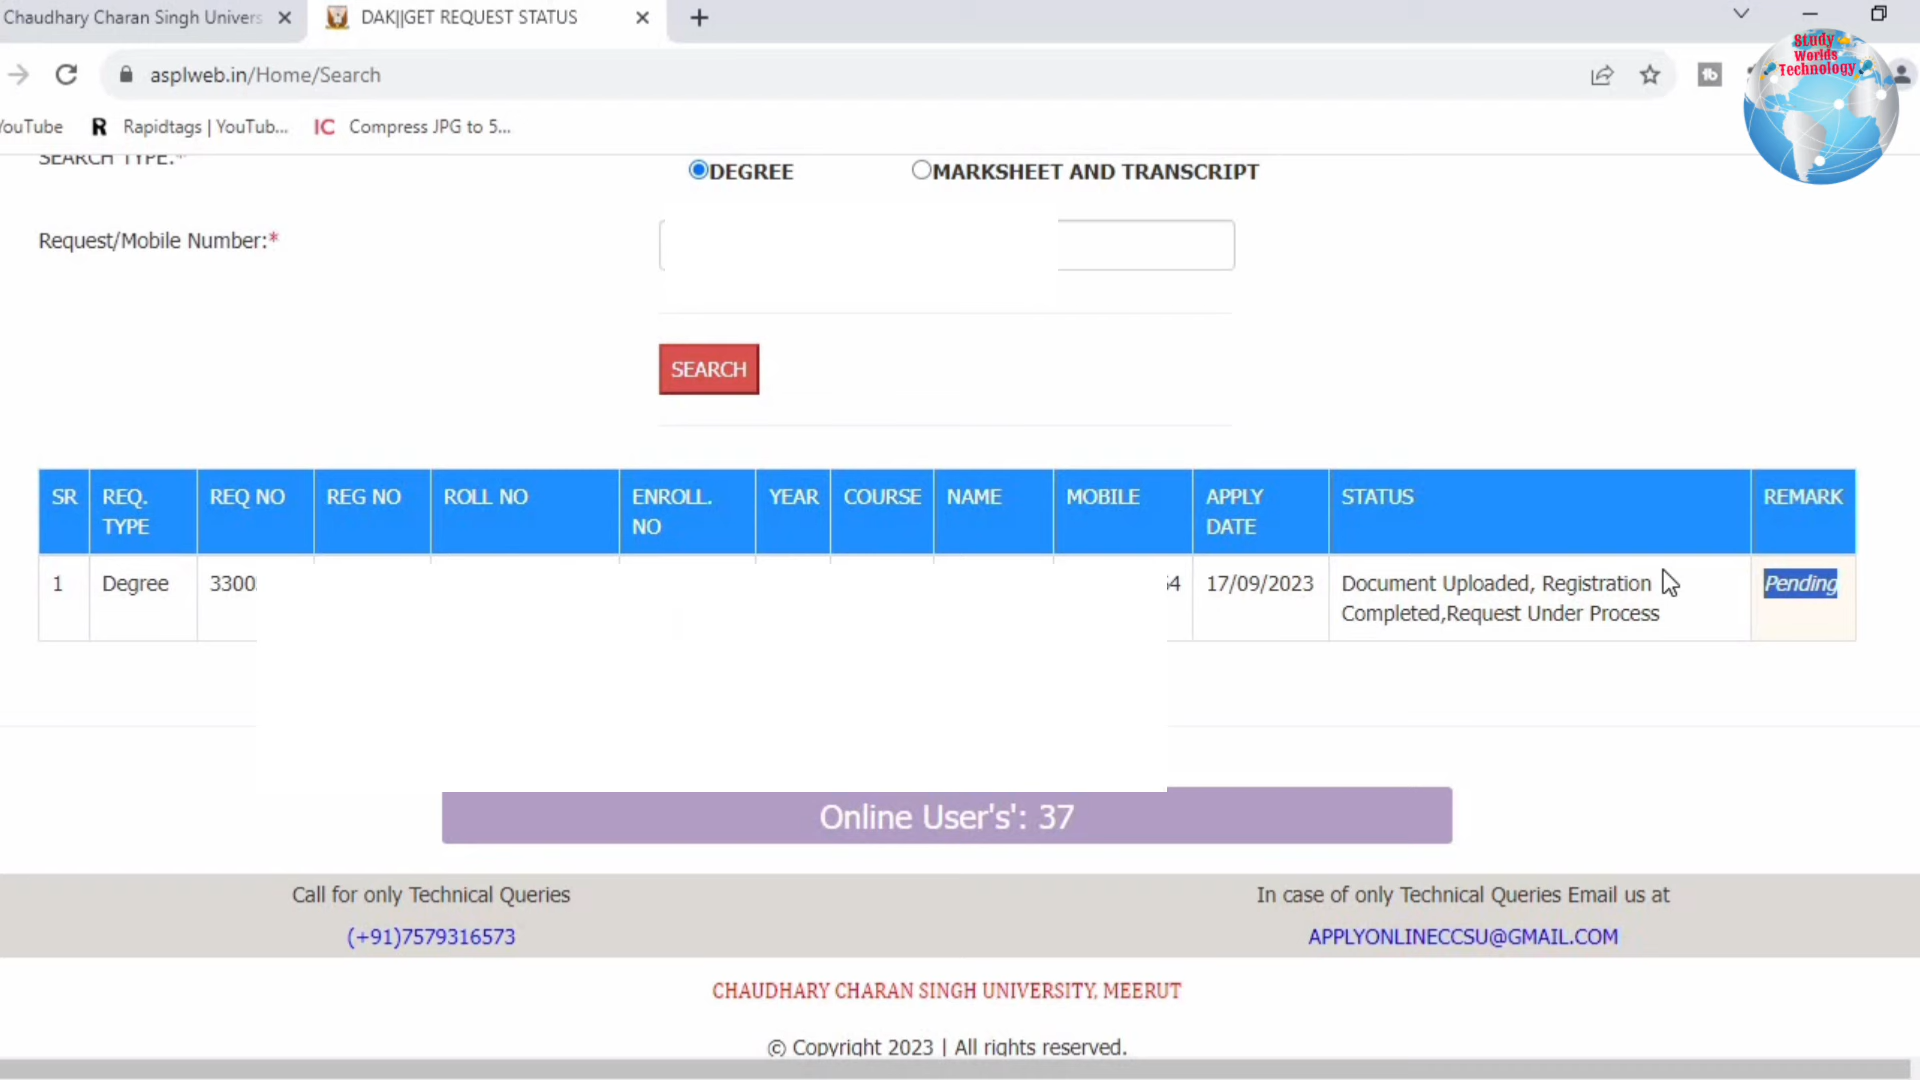 Chaudhary Charan Singh Univers
DAK||GET REQUEST STATUS
asplweb.in/Home/Search
Study
Worlds
Technology
YouTube
R Rapidtags | YouTub...
IC Compress JPG to 5...
SEARCH TYPE:*
DEGREE
MARKSHEET AND TRANSCRIPT
Request/Mobile Number:*
SEARCH
SR
REQ.
TYPE
REQ NO
REG NO
ROLL NO
ENROLL.
NO
YEAR
COURSE
NAME
MOBILE
APPLY
DATE
STATUS
REMARK
1
Degree
3300
4
17/09/2023
Document Uploaded, Registration
Completed,Request Under Process
Pending
Online User's': 37
Call for only Technical Queries
(+91)7579316573
In case of only Technical Queries Email us at
APPLYONLINECCSU@GMAIL.COM
CHAUDHARY CHARAN SINGH UNIVERSITY, MEERUT
© Copyright 2023 | All rights reserved.